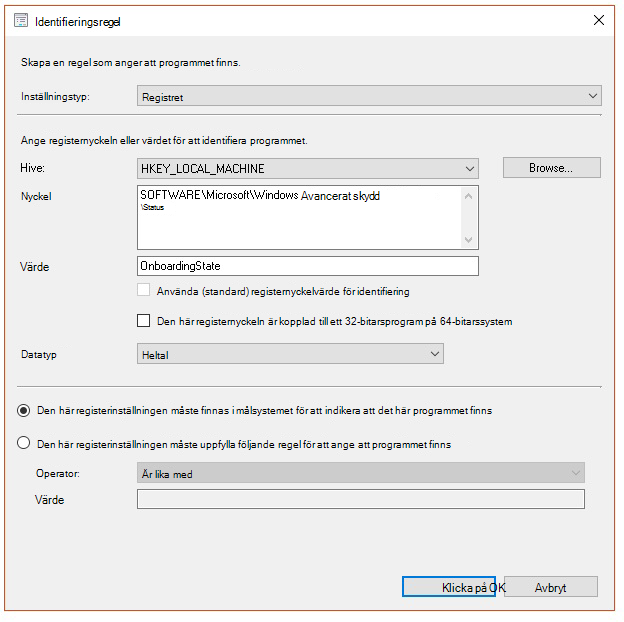 Identifieringsregel
Skapa en regel som anger att programmet finns.
Inställningstyp: Registret
Ange registernyckeln eller värdet för att identifiera programmet.
Hive: HKEY_LOCAL_MACHINE Browse...
Nyckel SOFTWARE\Microsoft\Windows Avancerat skydd
\Status
Värde OnboardingState
Använda (standard) registernyckelvärde för identifiering
Den här registernyckeln är kopplad till ett 32-bitarsprogram på 64-bitarssystem
Datatyp Heltal
Den här registerinställningen måste finnas i målsystemet för att indikera att det här programmet finns
Den här registerinställningen måste uppfylla följande regel för att ange att programmet finns
Operator: Är lika med
Värde
Klicka på OK. Avbryt